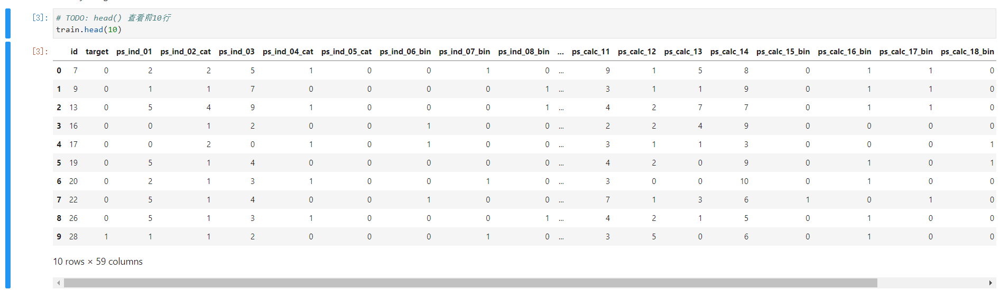 [3]: # TODO: head() 查看前10行
train.head(10)
[3]: id target ps_ind_01 ps_ind_02_cat ps_ind_03 ps_ind_04_cat ps_ind_05_cat ps_ind_06_bin ps_ind_07_bin ps_ind_08_bin ... ps_calc_11 ps_calc_12 ps_calc_13 ps_calc_14 ps_calc_15_bin ps_calc_16_bin ps_calc_17_bin ps_calc_18_bin
0 7 0 2 2 5 1 0 0 1 0 ... 9 1 5 8 0 1 1 0
1 9 0 1 1 7 0 0 0 0 1 ... 3 1 1 9 0 1 1 0
2 13 0 5 4 9 1 0 0 0 1 ... 4 2 7 7 0 1 1 0
3 16 0 0 1 2 0 0 1 0 0 ... 2 2 4 9 0 0 0 0
4 17 0 0 2 0 1 0 1 0 0 ... 3 1 1 3 0 0 0 1
5 19 0 5 1 4 0 0 0 0 0 ... 4 2 0 9 0 1 0 1
6 20 0 2 1 3 1 0 0 1 0 ... 3 0 0 10 0 1 0 0
7 22 0 5 1 4 0 0 1 0 0 ... 7 1 3 6 1 0 1 0
8 26 0 5 1 3 1 0 0 0 1 ... 4 2 1 5 0 1 0 0
9 28 1 1 1 2 0 0 0 1 0 ... 3 5 0 6 0 1 0 0
10 rows × 59 columns